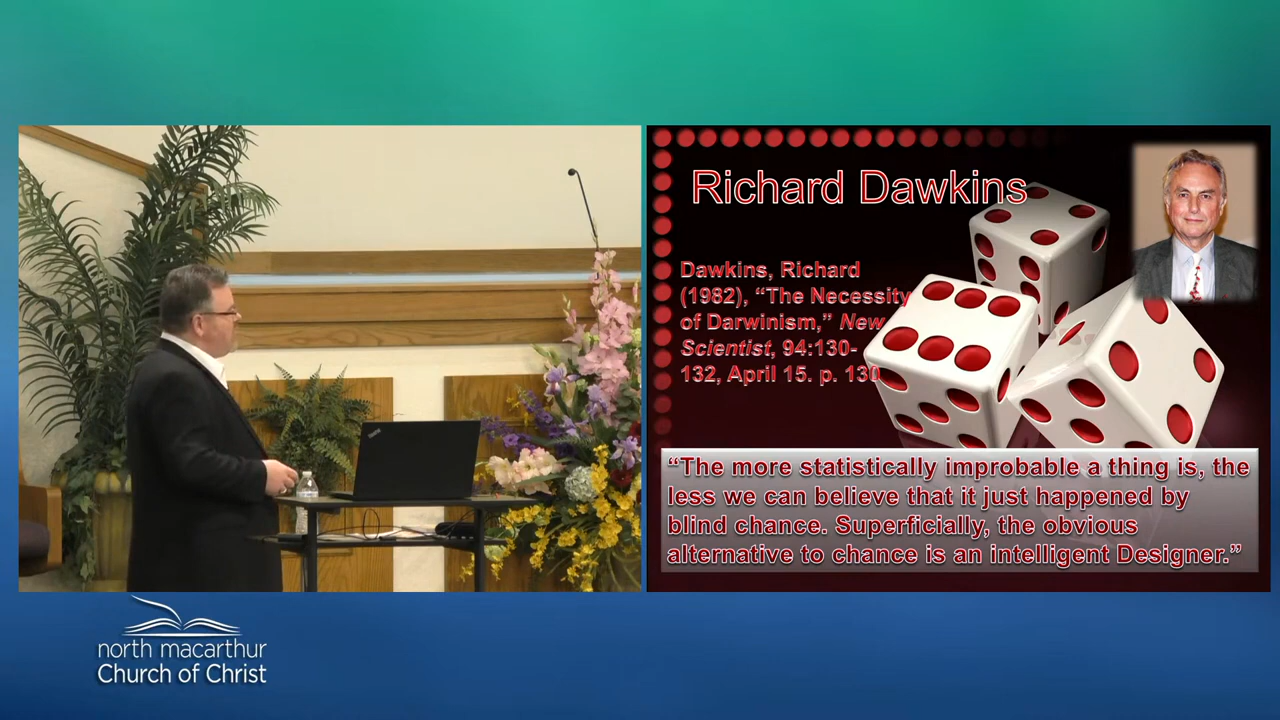 Richard Dawkins
Dawkins, Richard
(1982), “The Necessity
of Darwinism,” New
Scientist, 94:130-
132, April 15. p. 130
“The more statistically improbable a thing is, the
less we can believe that it just happened by
blind chance. Superficially, the obvious
alternative to chance is an intelligent Designer.”
north macarthur
Church of Christ